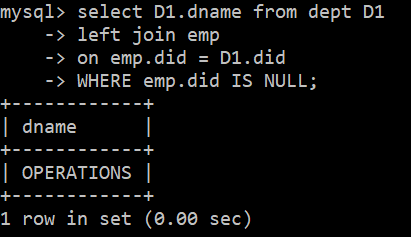 mysql> select D1.dname from dept D1
    -> left join emp
    -> on emp.did = D1.did
    -> WHERE emp.did IS NULL;
+------------+
| dname      |
+------------+
| OPERATIONS |
+------------+
1 row in set (0.00 sec)